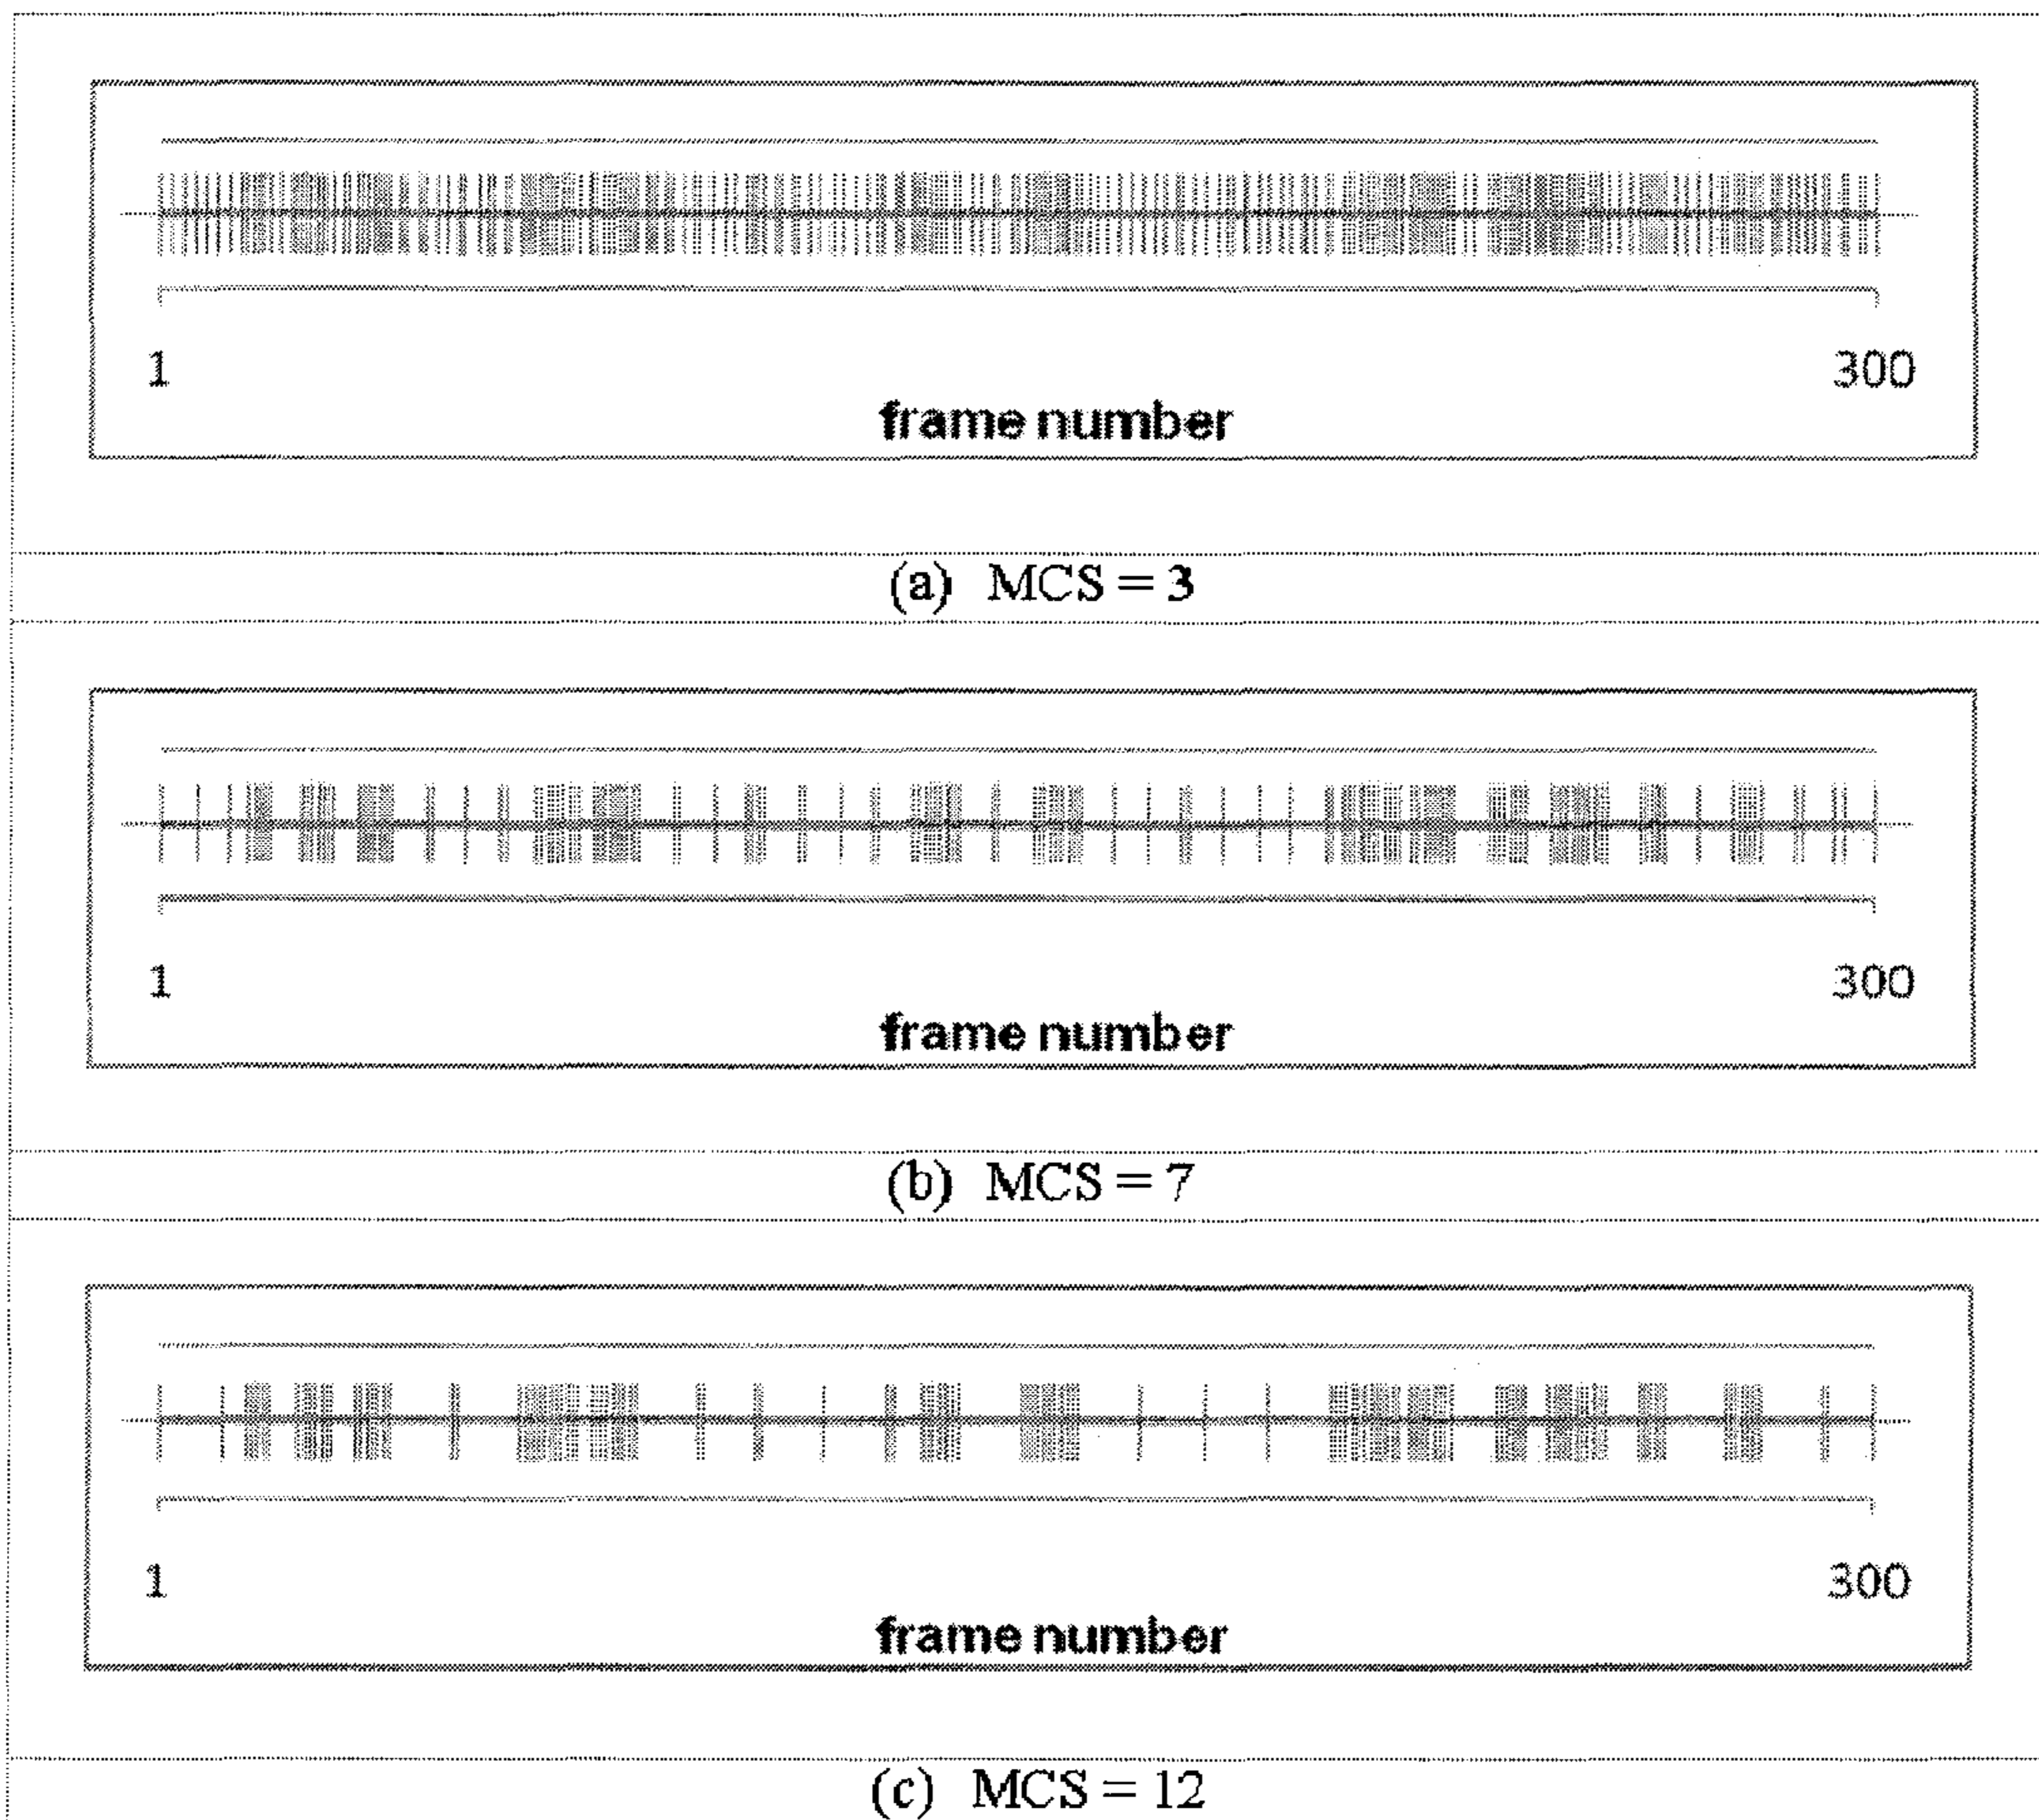 1 300
frame number
(a) MCS = 3
1 300
frame number
(b) MCS = 7
1 300
frame number
(c) MCS = 12